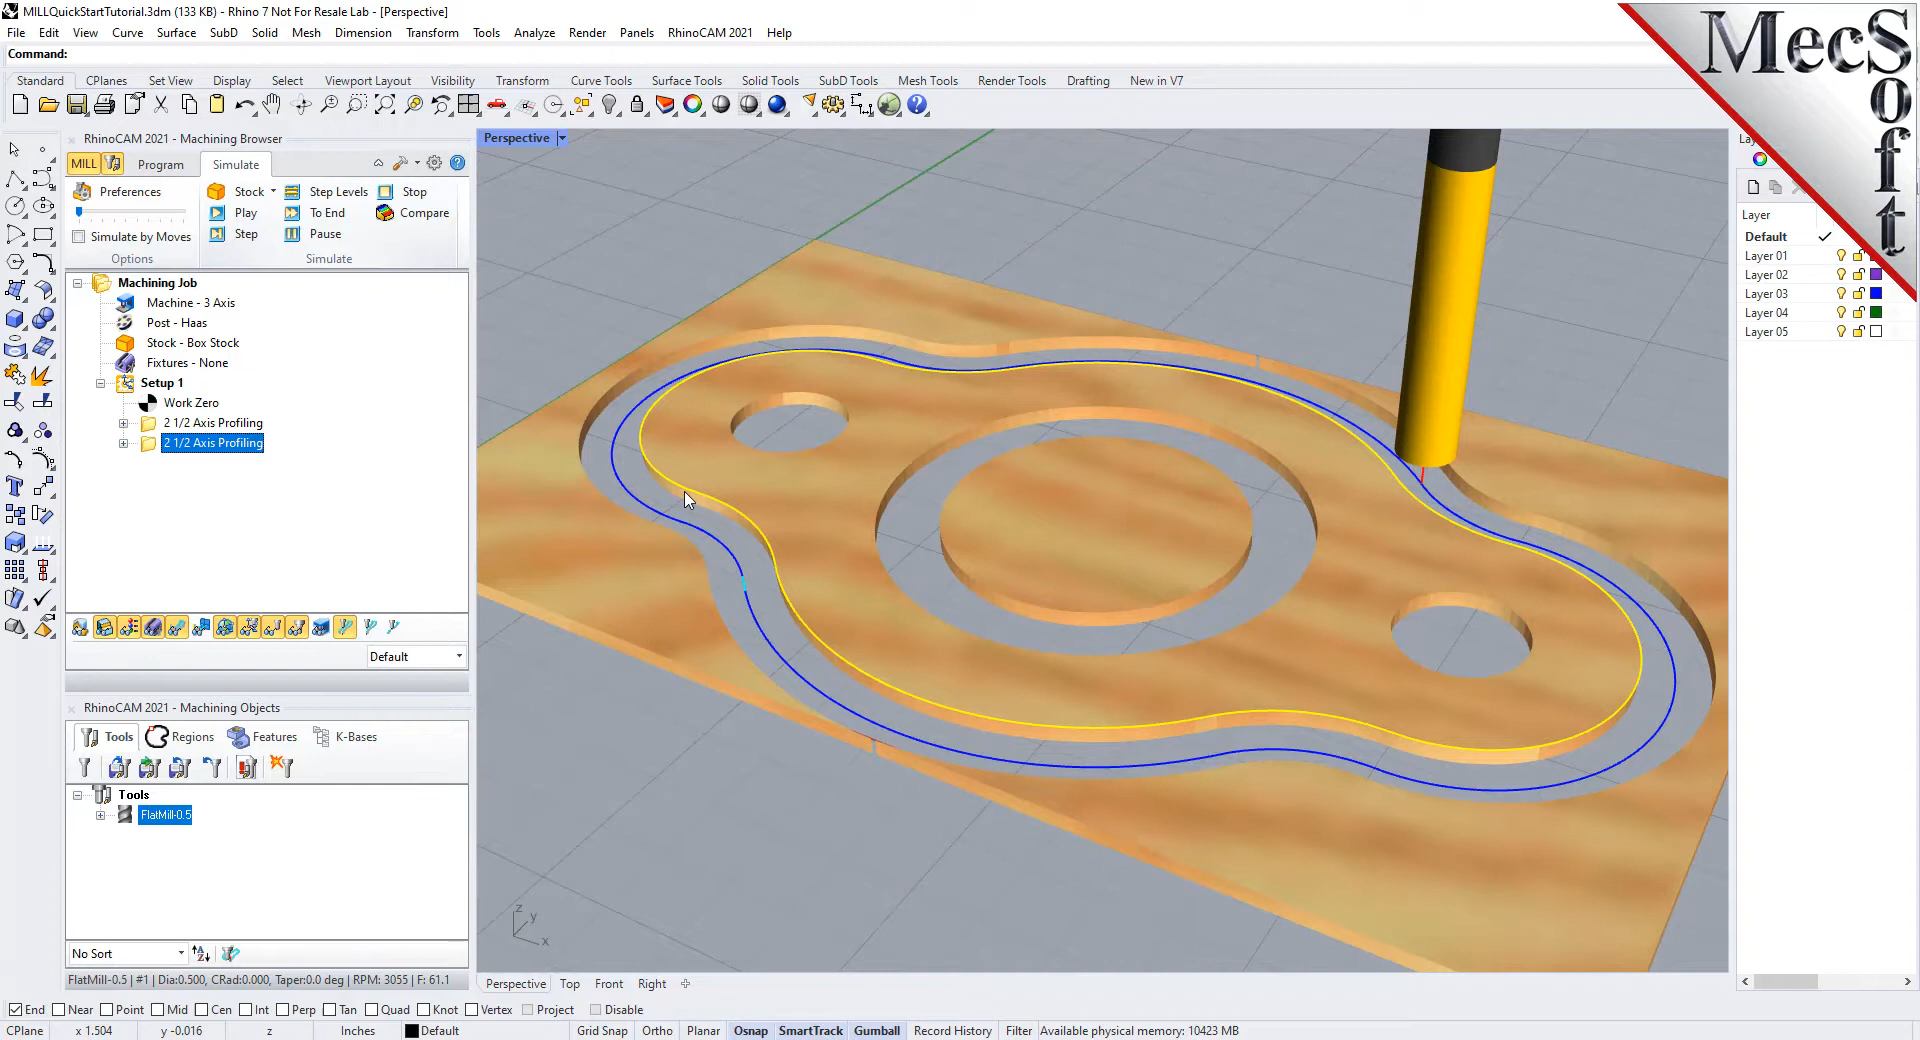 MILLQuickStartTutorial.3dm (133 KB) - Rhino 7 Not For Resale Lab - [Perspective]
File Edit View Curve Surface SubD Solid Mesh Dimension Transform Tools Analyze Render Panels RhinoCAM 2021 Help
Command:
Standard CPlanes Set View Display Select Viewport Layout Visibility Transform Curve Tools Surface Tools Solid Tools SubD Tools Mesh Tools Render Tools Drafting New in V7
MecSoft
RhinoCAM 2021 - Machining Browser
MILL Program Simulate
Preferences Stock Step Levels Stop
Play To End Compare
Simulate by Moves Step Pause
Options Simulate
Machining Job
Machine - 3 Axis
Post - Haas
Stock - Box Stock
Fixtures - None
Setup 1
Work Zero
2 1/2 Axis Profiling
2 1/2 Axis Profiling
Default
RhinoCAM 2021 - Machining Objects
Tools Regions Features K-Bases
Tools
FlatMill-0.5
No Sort
FlatMill-0.5 | #1 | Dia:0.500, CRad:0.000, Taper:0.0 deg | RPM: 3055 | F: 61.1
Perspective
z
y
x
Perspective Top Front Right
Layer
Default
Layer 01
Layer 02
Layer 03
Layer 04
Layer 05
End Near Point Mid Cen Int Perp Tan Quad Knot Vertex Project Disable
CPlane x 1.504 y -0.016 z Inches Default Grid Snap Ortho Planar Osnap SmartTrack Gumball Record History Filter Available physical memory: 10423 MB